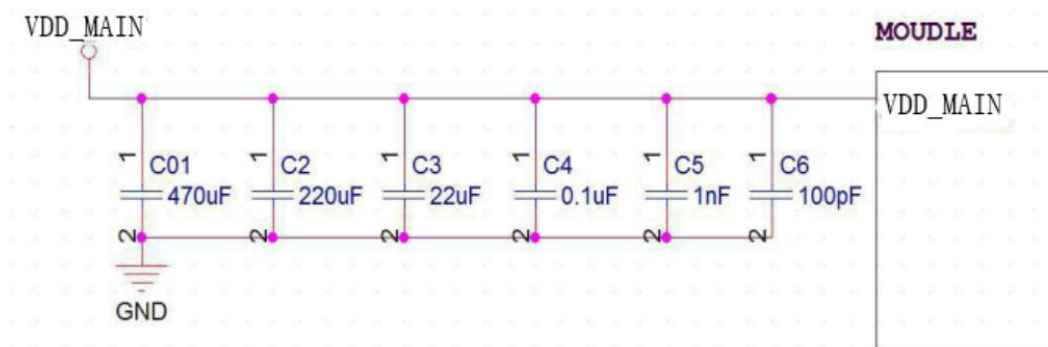 VDD_MAIN
MOUDLE
VDD_MAIN
1 1 1 1 1 1
C01 C2 C3 C4 C5 C6
470uF 220uF 22uF 0.1uF 1nF 100pF
2 2 2 2 2 2
GND